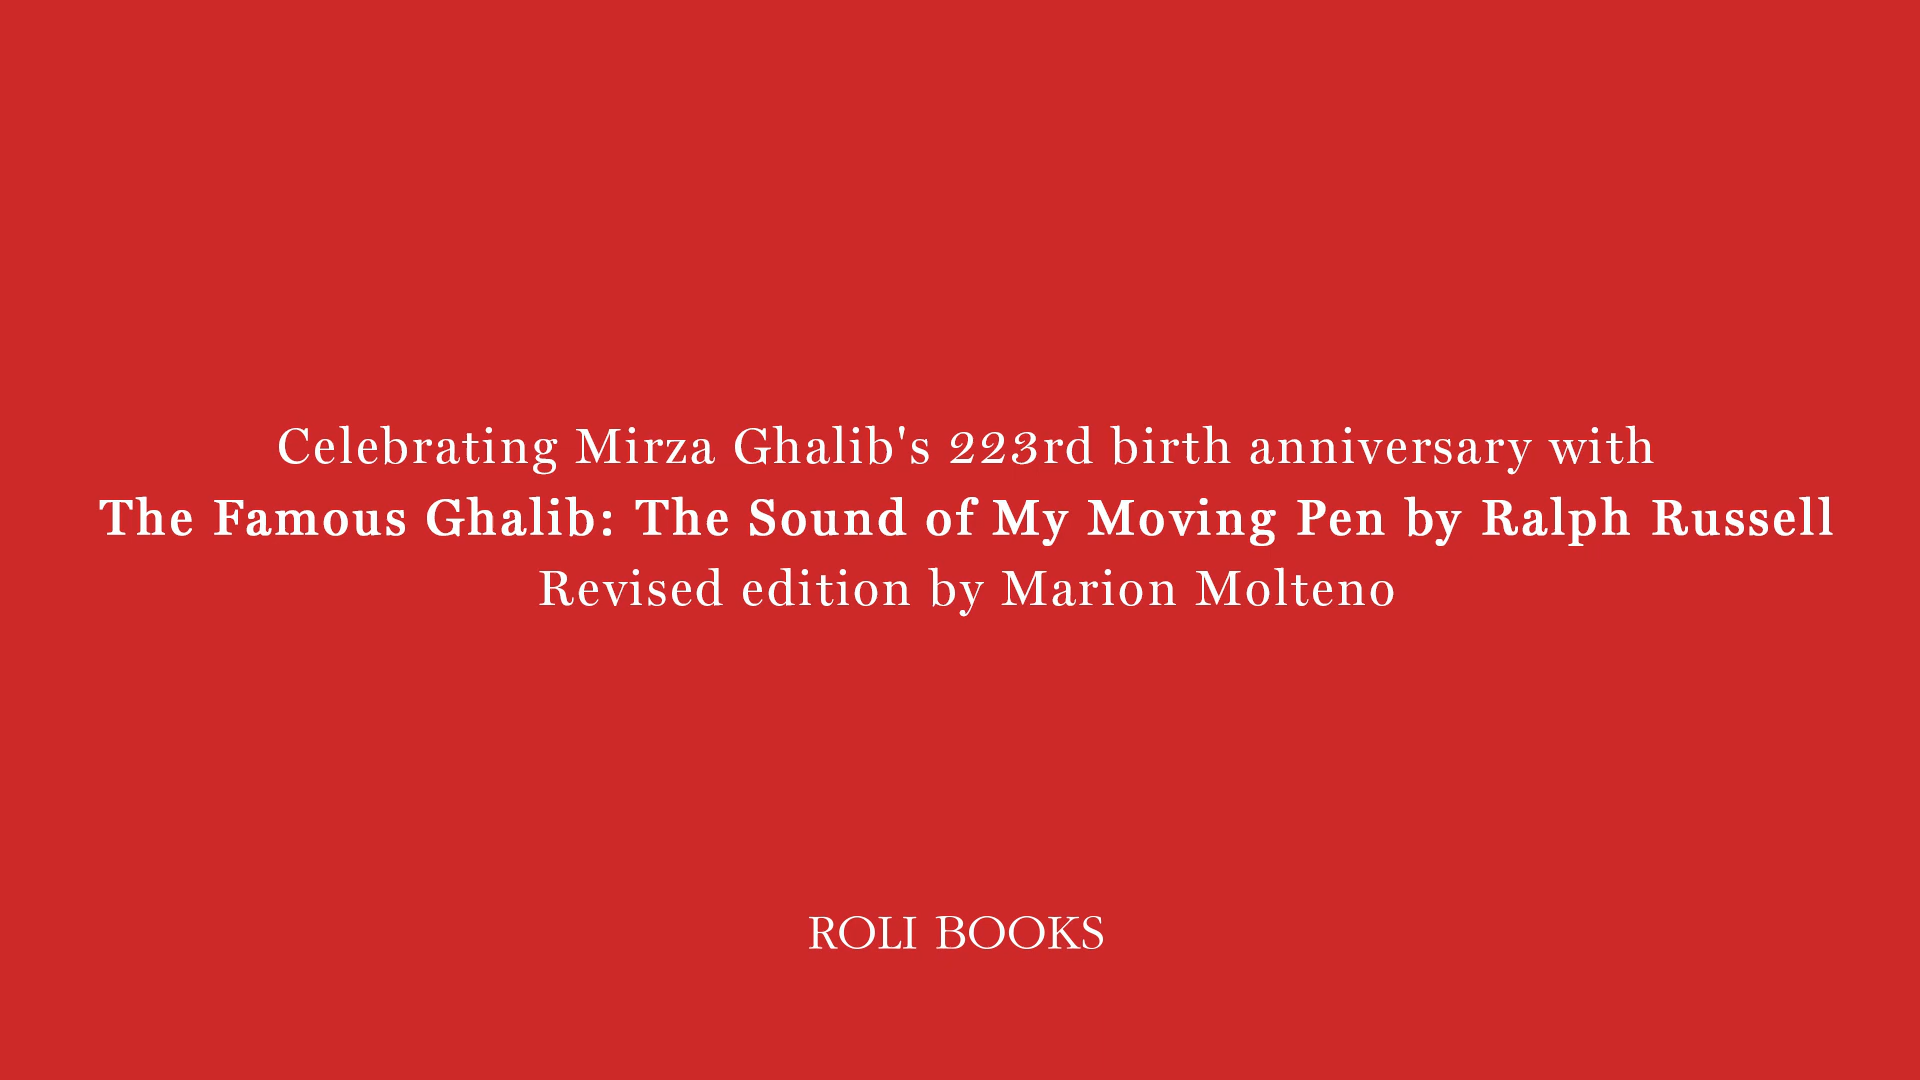 Celebrating Mirza Ghalib's 223rd birth anniversary with
The Famous Ghalib: The Sound of My Moving Pen by Ralph Russell
Revised edition by Marion Molteno
ROLI BOOKS